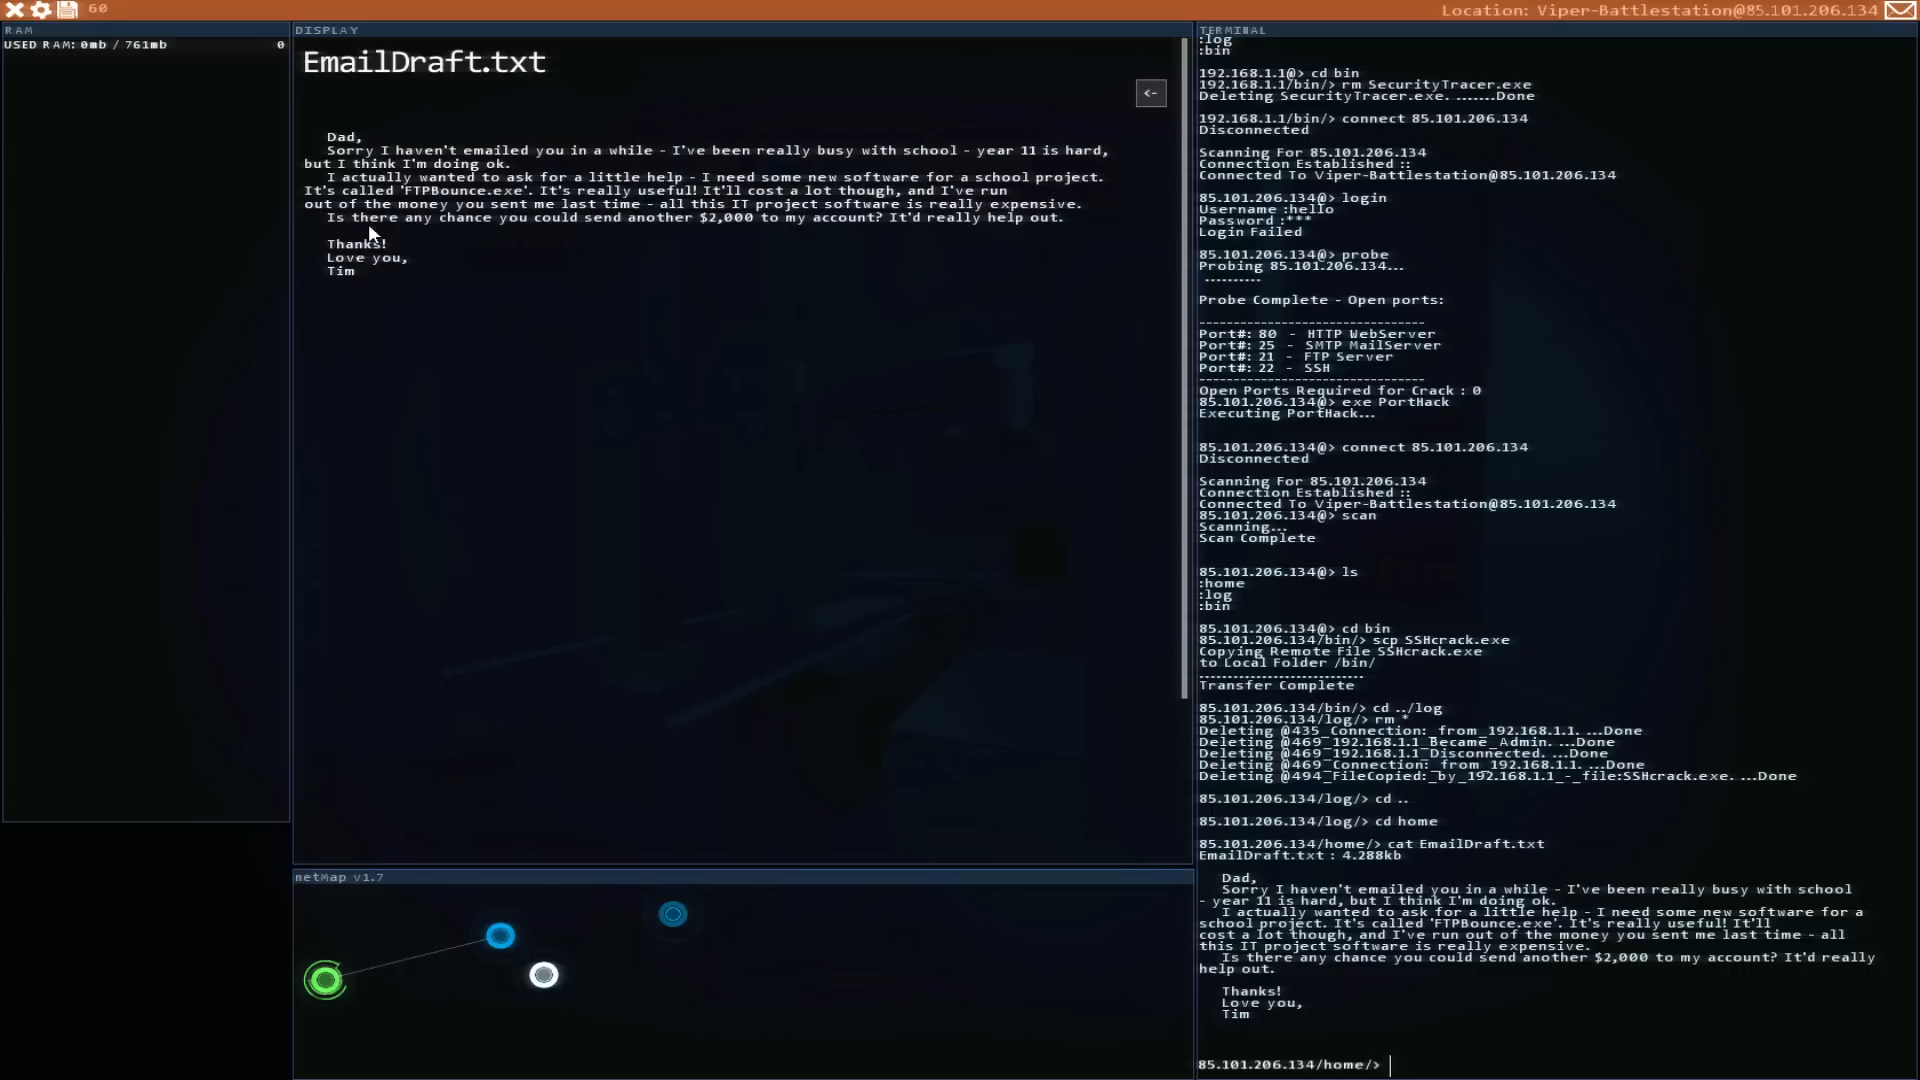 60
Location: Viper-Battlestation@85.101.206.134
RAM
USED RAM: 0mb / 761mb 0
DISPLAY
EmailDraft.txt
<-
Dad,
Sorry I haven't emailed you in a while - I've been really busy with school - year 11 is hard,
but I think I'm doing ok.
I actually wanted to ask for a little help - I need some new software for a school project.
It's called 'FTPBounce.exe'. It's really useful! It'll cost a lot though, and I've run
out of the money you sent me last time - all this IT project software is really expensive.
Is there any chance you could send another $2,000 to my account? It'd really help out.
Thanks!
Love you,
Tim
netMap v1.7
TERMINAL
:log
:bin
192.168.1.1@> cd bin
192.168.1.1/bin/> rm SecurityTracer.exe
Deleting SecurityTracer.exe. .......Done
192.168.1.1/bin/> connect 85.101.206.134
Disconnected
Scanning For 85.101.206.134
Connection Established ::
Connected To Viper-Battlestation@85.101.206.134
85.101.206.134@> login
Username :hello
Password :***
Login Failed
85.101.206.134@> probe
Probing 85.101.206.134...
..........
Probe Complete - Open ports:
---------------------------------
Port#: 80 - HTTP WebServer
Port#: 25 - SMTP MailServer
Port#: 21 - FTP Server
Port#: 22 - SSH
---------------------------------
Open Ports Required for Crack : 0
85.101.206.134@> exe PortHack
Executing PortHack...
85.101.206.134@> connect 85.101.206.134
Disconnected
Scanning For 85.101.206.134
Connection Established ::
Connected To Viper-Battlestation@85.101.206.134
85.101.206.134@> scan
Scanning...
Scan Complete
85.101.206.134@> ls
:home
:log
:bin
85.101.206.134@> cd bin
85.101.206.134/bin/> scp SSHcrack.exe
Copying Remote File SSHcrack.exe
to Local Folder /bin/
..............................
Transfer Complete
85.101.206.134/bin/> cd ../log
85.101.206.134/log/> rm *
Deleting @435_Connection:_from_192.168.1.1. ...Done
Deleting @469_192.168.1.1_Became_Admin. ...Done
Deleting @469_192.168.1.1_Disconnected. ...Done
Deleting @469_Connection:_from_192.168.1.1. ...Done
Deleting @494_FileCopied:_by_192.168.1.1_-_file:SSHcrack.exe. ...Done
85.101.206.134/log/> cd ..
85.101.206.134/log/> cd home
85.101.206.134/home/> cat EmailDraft.txt
EmailDraft.txt : 4.288kb
Dad,
Sorry I haven't emailed you in a while - I've been really busy with school
- year 11 is hard, but I think I'm doing ok.
I actually wanted to ask for a little help - I need some new software for a
school project. It's called 'FTPBounce.exe'. It's really useful! It'll
cost a lot though, and I've run out of the money you sent me last time - all
this IT project software is really expensive.
Is there any chance you could send another $2,000 to my account? It'd really
help out.
Thanks!
Love you,
Tim
85.101.206.134/home/>